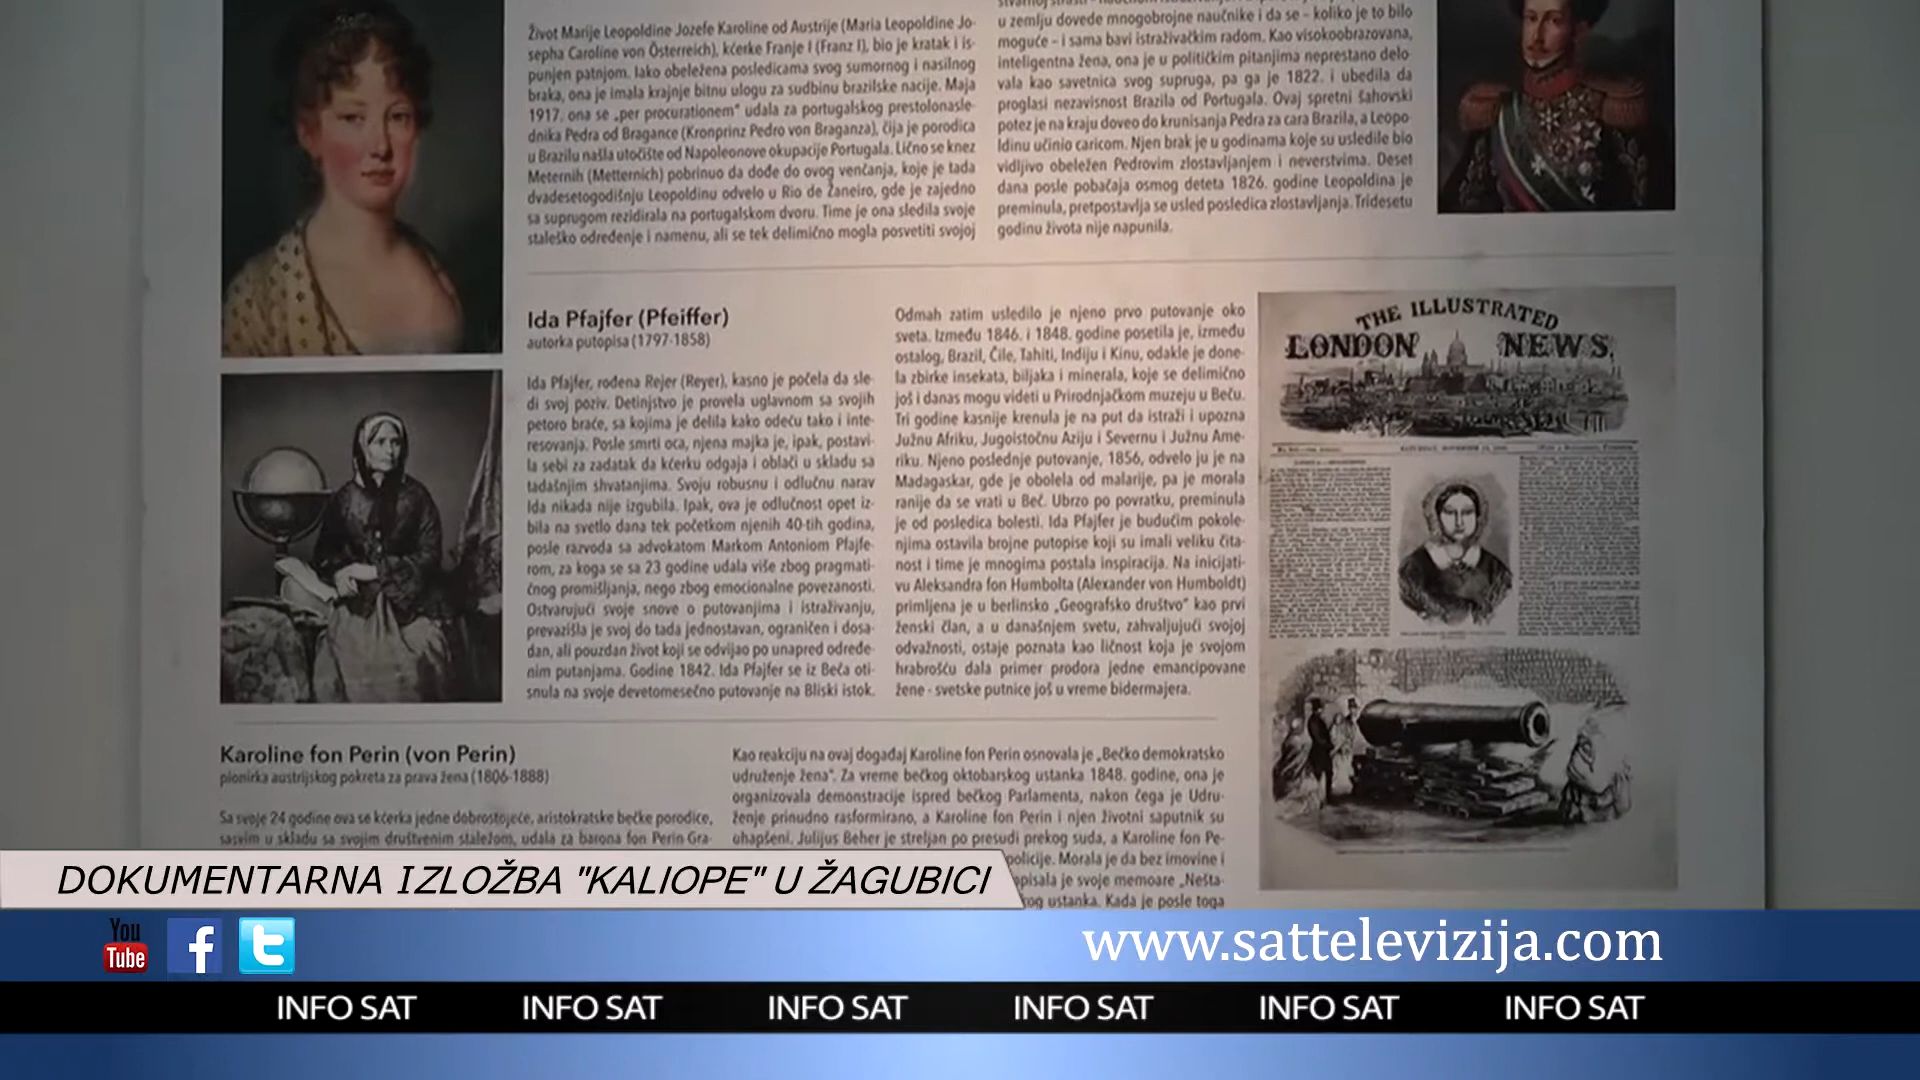 Život Marije Leopoldine Jozefe Karoline od Austrije (Maria Leopoldine Jo-
sepha Caroline von Österreich), kćerke Franje I (Franz I), bio je kratak i is-
punjen patnjom. Iako obeležena posledicama svog sumornog i nasilnog
braka, ona je imala krajnje bitnu ulogu za sudbinu brazilske nacije. Maja
1917. ona se „per procurationem" udala za portugalskog prestolonasle-
dnika Pedra od Bragance (Kronprinz Pedro von Braganza), čija je porodica
u Brazilu našla utočište od Napoleonove okupacije Portugala. Lično se knez
Meternih (Metternich) pobrinuo da dođe do ovog venčanja, koje je tada
dvadesetogodišnju Leopoldinu odvelo u Rio de Žaneiro, gde je zajedno
sa suprugom rezidirala na portugalskom dvoru. Time je ona sledila svoje
staleško određenje i namenu, ali se tek delimično mogla posvetiti svojoj
u zemlju dovede mnogobrojne naučnike i da se – koliko je to bilo
moguće – i sama bavi istraživačkim radom. Kao visokoobrazovana,
inteligentna žena, ona je u političkim pitanjima neprestano delo-
vala kao savetnica svog supruga, pa ga je 1822. i ubedila da
proglasi nezavisnost Brazila od Portugala. Ovaj spretni šahovski
potez je na kraju doveo do krunisanja Pedra za cara Brazila, a Leopo-
ldinu učinio caricom. Njen brak je u godinama koje su usledile bio
vidljivo obeležen Pedrovim zlostavljanjem i neverstvima. Deset
dana posle pobačaja osmog deteta 1826. godine Leopoldina je
preminula, pretpostavlja se usled posledica zlostavljanja. Tridesetu
godinu života nije napunila.
Ida Pfajfer (Pfeiffer)
autorka putopisa (1797-1858)
Ida Pfajfer, rođena Rejer (Reyer), kasno je počela da sle-
di svoj poziv. Detinjstvo je provela uglavnom sa svojih
petoro braće, sa kojima je delila kako odeću tako i inte-
resovanja. Posle smrti oca, njena majka je, ipak, postavi-
la sebi za zadatak da kćerku odgaja i oblači u skladu sa
tadašnjim shvatanjima. Svoju robusnu i odlučnu narav
Ida nikada nije izgubila. Ipak, ova je odlučnost opet iz-
bila na svetlo dana tek početkom njenih 40-tih godina,
posle razvoda sa advokatom Markom Antoniom Pfajfe-
rom, za koga se sa 23 godine udala više zbog pragmati-
čnog promišljanja, nego zbog emocionalne povezanosti.
Ostvarujući svoje snove o putovanjima i istraživanju,
prevazišla je svoj do tada jednostavan, ograničen i dosa-
dan, ali pouzdan život koji se odvijao po unapred određe-
nim putanjama. Godine 1842. Ida Pfajfer se iz Beča oti-
snula na svoje devetomesečno putovanje na Bliski istok.
Odmah zatim usledilo je njeno prvo putovanje oko
sveta. Između 1846. i 1848. godine posetila je, između
ostalog, Brazil, Čile, Tahiti, Indiju i Kinu, odakle je done-
la zbirke insekata, biljaka i minerala, koje se delimično
još i danas mogu videti u Prirodnjačkom muzeju u Beču.
Tri godine kasnije krenula je na put da istraži i upozna
Južnu Afriku, Jugoistočnu Aziju i Severnu i Južnu Ame-
riku. Njeno poslednje putovanje, 1856, odvelo ju je na
Madagaskar, gde je obolela od malarije, pa je morala
ranije da se vrati u Beč. Ubrzo po povratku, preminula
je od posledica bolesti. Ida Pfajfer je budućim pokole-
njima ostavila brojne putopise koji su imali veliku čita-
nost i time je mnogima postala inspiracija. Na inicijati-
vu Aleksandra fon Humbolta (Alexander von Humboldt)
primljena je u berlinsko „Geografsko društvo" kao prvi
ženski član, a u današnjem svetu, zahvaljujući svojoj
odvažnosti, ostaje poznata kao ličnost koja je svojom
hrabrošću dala primer prodora jedne emancipovane
žene - svetske putnice još u vreme bidermajera.
THE ILLUSTRATED
LONDON NEWS
Karoline fon Perin (von Perin)
pionirka austrijskog pokreta za prava žena (1806-1888)
Sa svoje 24 godine ova se kćerka jedne dobrostojeće, aristokratske bečke porodice,
sasvim u skladu sa svojim društvenim staležom, udala za barona fon Perin Gra-
Kao reakciju na ovaj događaj Karoline fon Perin osnovala je „Bečko demokratsko
udruženje žena". Za vreme bečkog oktobarskog ustanka 1848. godine, ona je
organizovala demonstracije ispred bečkog Parlamenta, nakon čega je Udru-
ženje prinudno rasformirano, a Karoline fon Perin i njen životni saputnik su
uhapšeni. Julijus Beher je streljan po presudi prekog suda, a Karoline fon Pe-
policije. Morala je da bez imovine i
je svoje memoare „Nešta-
ustanka. Kada je posle toga
DOKUMENTARNA IZLOŽBA "KALIOPE" U ŽAGUBICI
You Tube f t
www.sattelevizija.com
INFO SAT INFO SAT INFO SAT INFO SAT INFO SAT INFO SAT